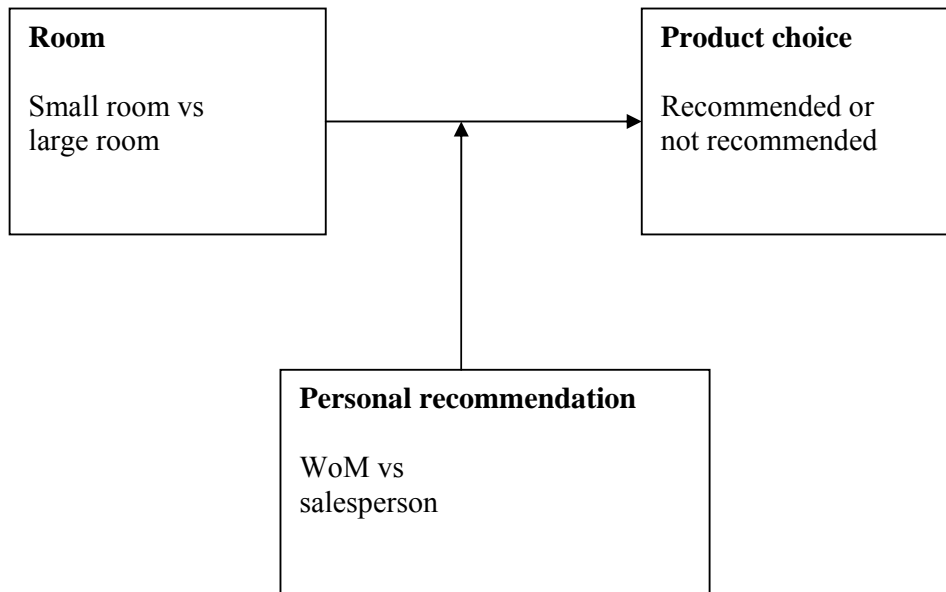 Room
Small room vs
large room
Product choice
Recommended or
not recommended
Personal recommendation
WoM vs
salesperson